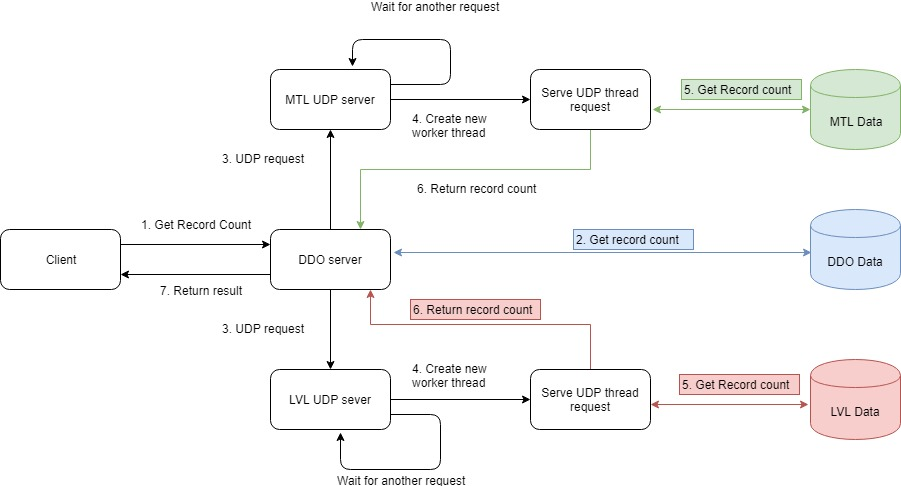 Wait for another request
MTL UDP server
Serve UDP thread
request
5. Get Record count
MTL Data
4. Create new
worker thread
3. UDP request
6. Return record count
1. Get Record Count
Client
DDO server
2. Get record count
DDO Data
7. Return result
6. Return record count
3. UDP request
4. Create new
worker thread
LVL UDP sever
Serve UDP thread
request
5. Get Record count
LVL Data
Wait for another request